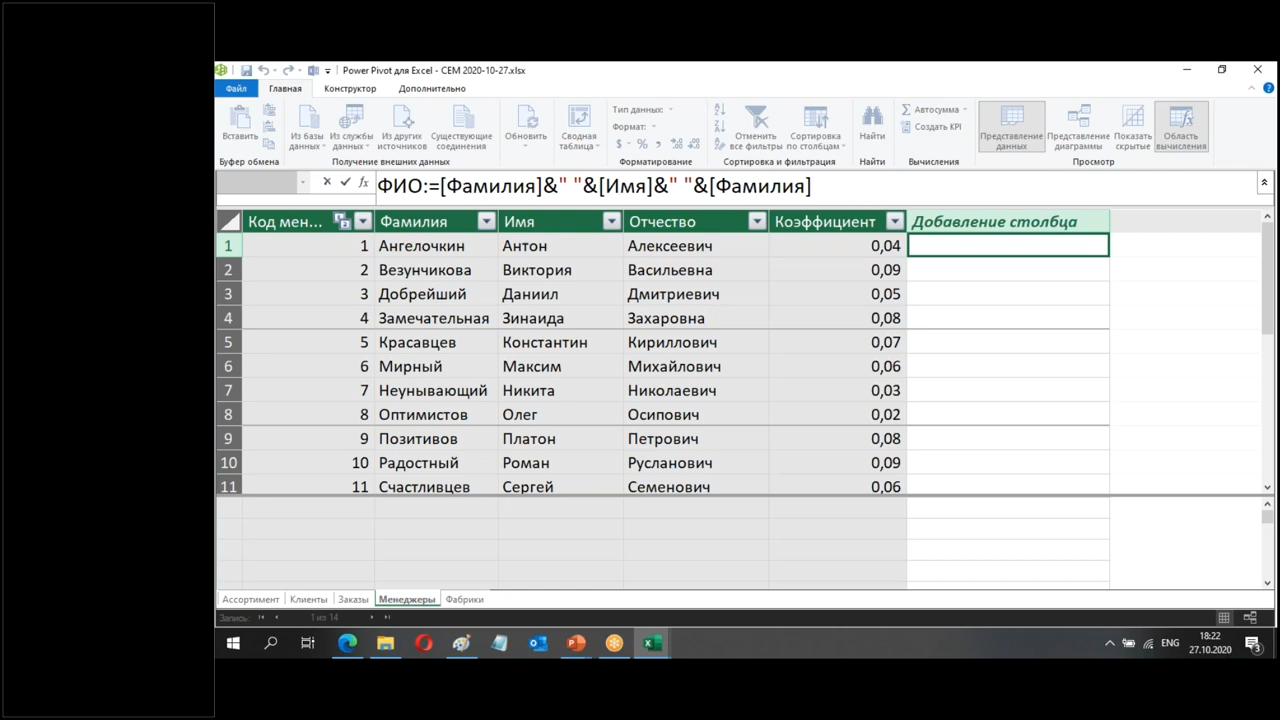 Power Pivot для Excel - CEM 2020-10-27.xlsx
Файл Главная Конструктор Дополнительно
Вставить
Буфер обмена
Из базы данных
Из службы данных
Из других источников
Существующие соединения
Получение внешних данных
Обновить
Сводная таблица
Тип данных:
Формат:
$ % ,
Форматирование
Отменить все фильтры
Сортировка по столбцам
Сортировка и фильтрация
Найти
Найти
Автосумма
Создать KPI
Вычисления
Представление данных
Представление диаграммы
Показать скрытые
Область вычисления
Просмотр
fx ФИО:=[Фамилия]&" "&[Имя]&" "&[Фамилия]
Код мен... Фамилия Имя Отчество Коэффициент Добавление столбца
1 1 Ангелочкин Антон Алексеевич 0,04
2 2 Везунчикова Виктория Васильевна 0,09
3 3 Добрейший Даниил Дмитриевич 0,05
4 4 Замечательная Зинаида Захаровна 0,08
5 5 Красавцев Константин Кириллович 0,07
6 6 Мирный Максим Михайлович 0,06
7 7 Неунывающий Никита Николаевич 0,03
8 8 Оптимистов Олег Осипович 0,02
9 9 Позитивов Платон Петрович 0,08
10 10 Радостный Роман Русланович 0,09
11 11 Счастливцев Сергей Семенович 0,06
Ассортимент Клиенты Заказы Менеджеры Фабрики
Запись: 1 из 14
ENG
18:22
27.10.2020
3